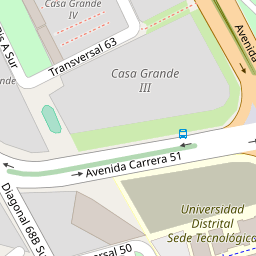 Casa Grande
IV
Transversal 63
Casa Grande
III
Avenida
Avenida Carrera 51
Diagonal 68B Sur
Universidad
Distrital
Sede Tecnológica